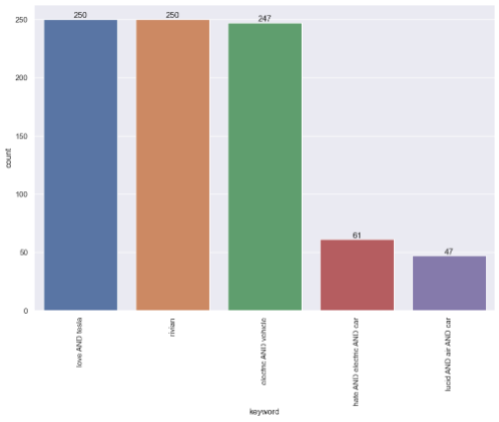 250
250
247
61
47
250
200
150
100
50
0
count
love AND tesla
rivian
electric AND vehicle
hate AND electric AND car
lucid AND air AND car
keyword